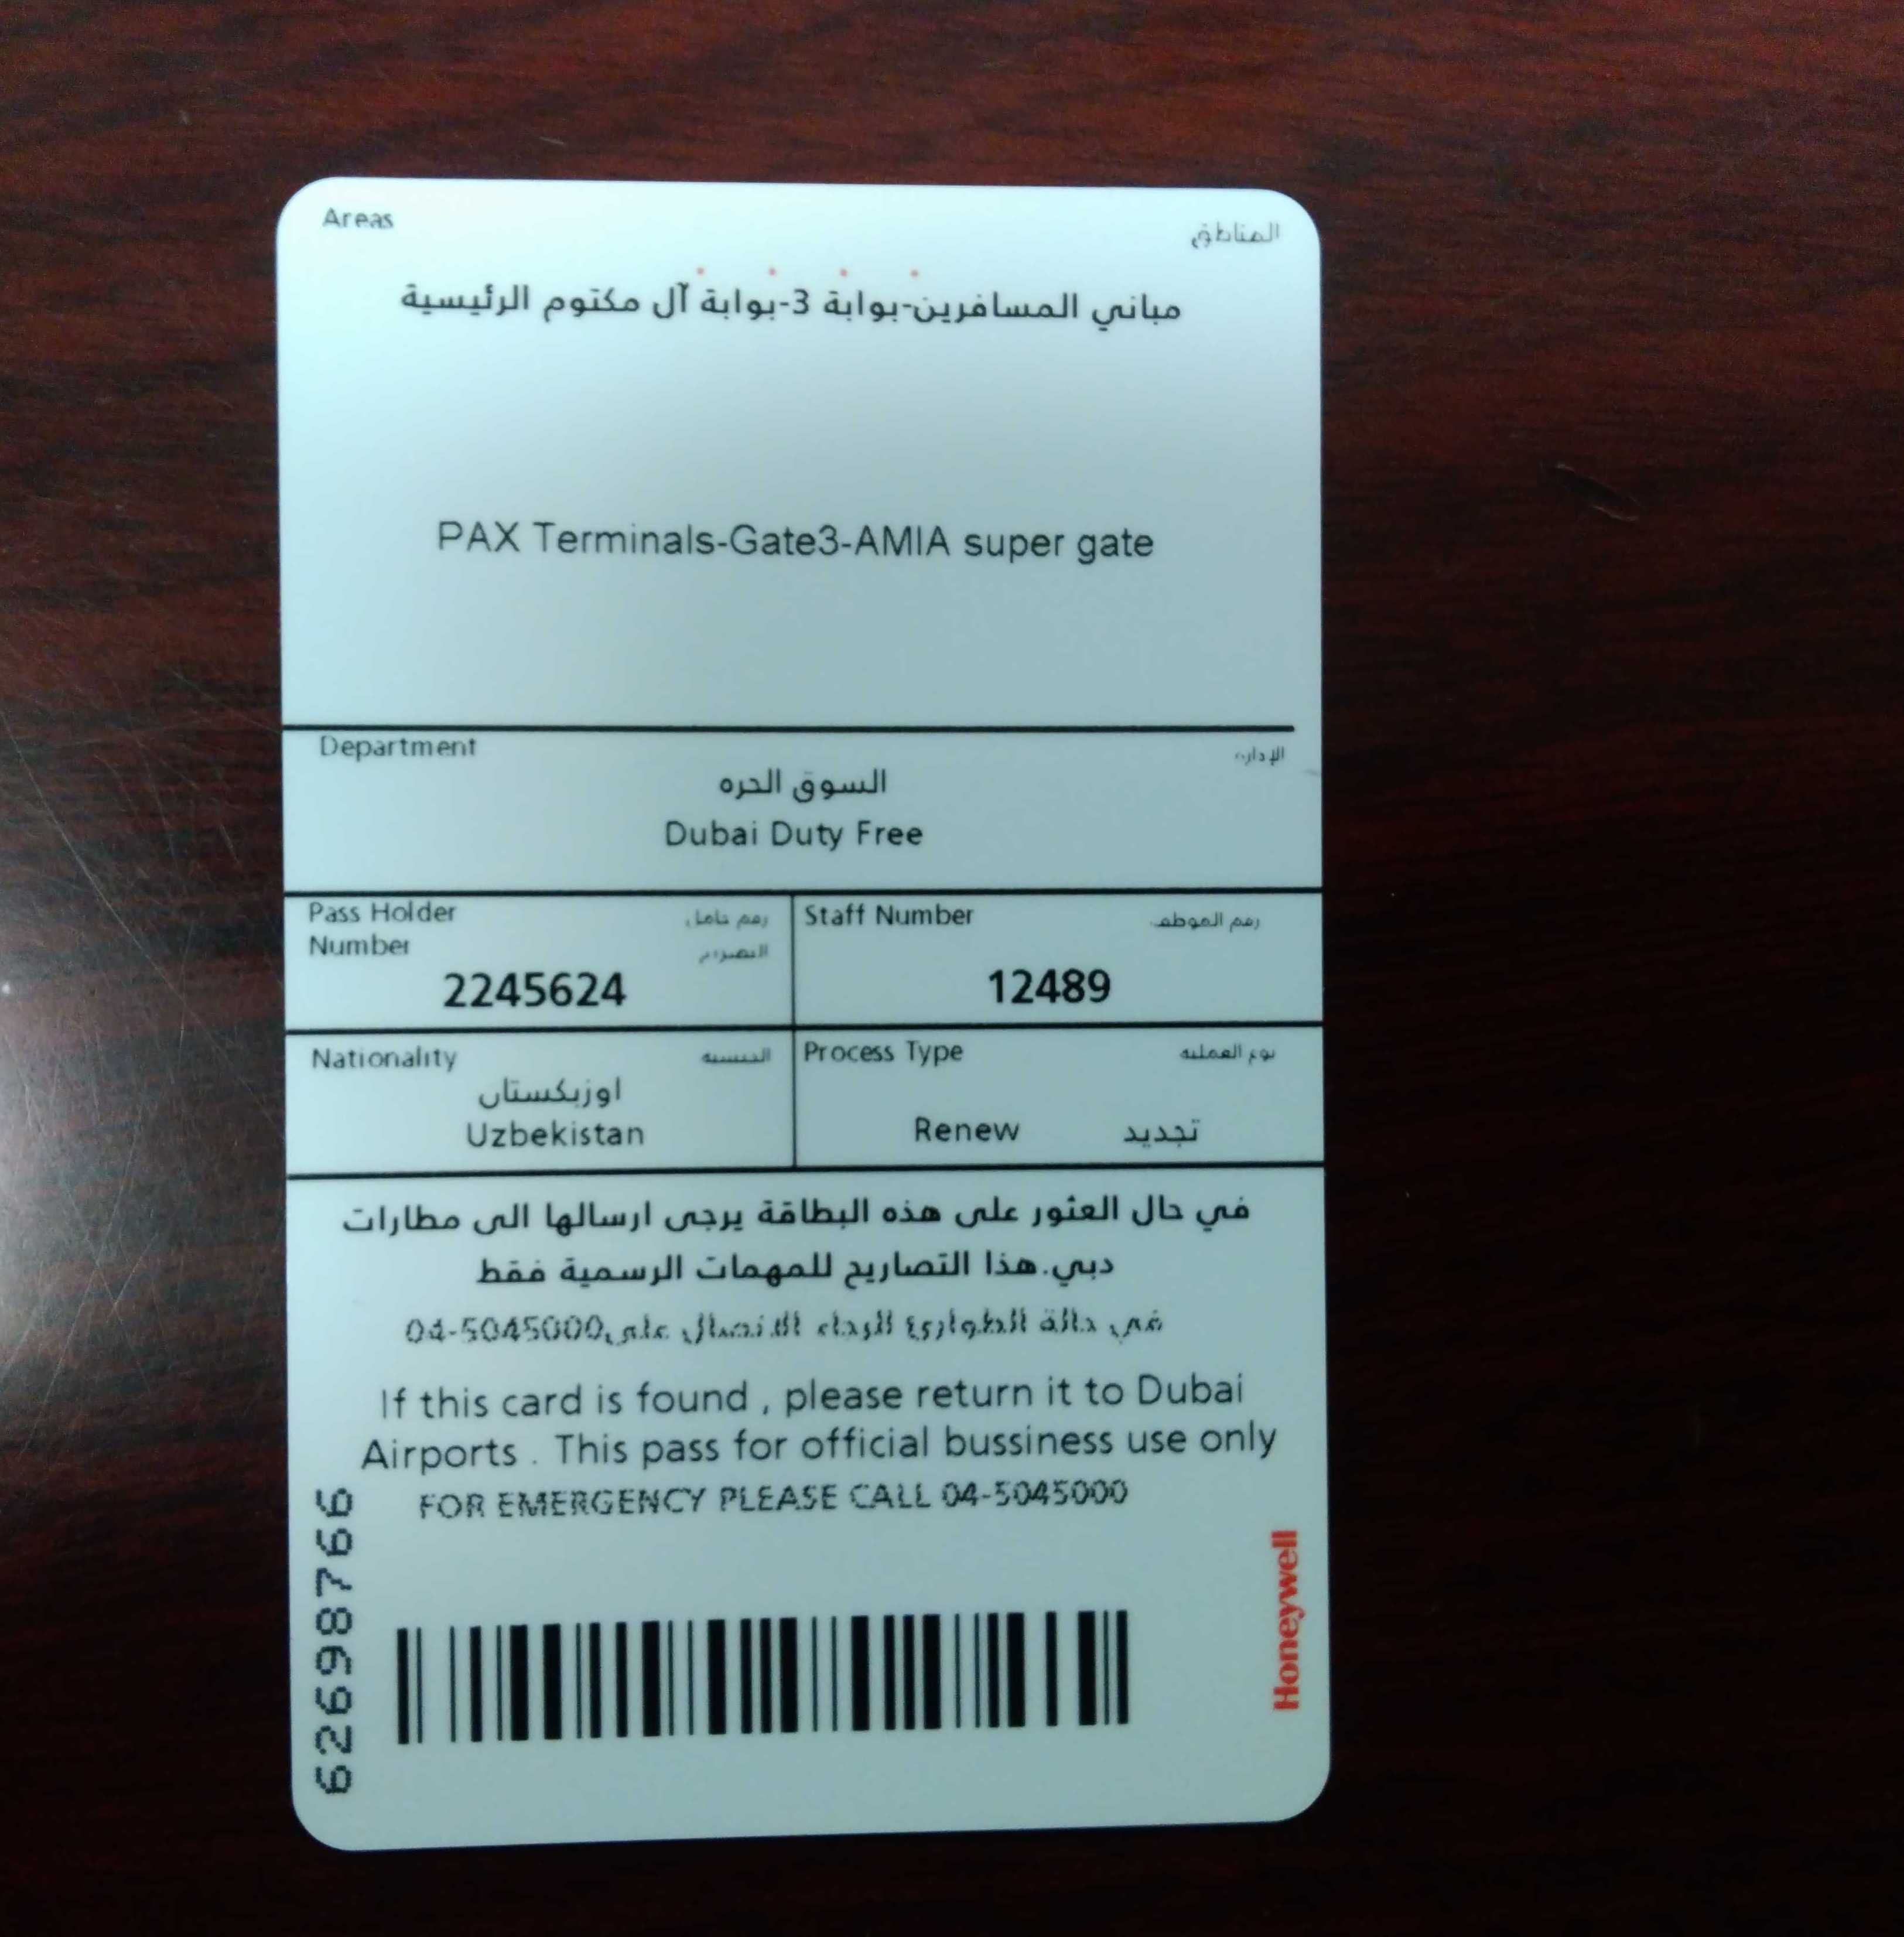 Areas
المناطق
مباني المسافرين-بوابة 3-بوابة آل مكتوم الرئيسية
PAX Terminals-Gate3-AMIA super gate
Department
الإدارة
السوق الحره
Dubai Duty Free
Pass Holder رقم حامل
Number التصريح
2245624
Staff Number رقم الموظف
12489
Nationality الجنسية
اوزبكستان
Uzbekistan
Process Type نوع العملية
Renew تجديد
في حال العثور على هذه البطاقة يرجى ارسالها الى مطارات
دبي.هذا التصاريح للمهمات الرسمية فقط
في حالة الطوارئ الرجاء الاتصال على04-5045000
If this card is found , please return it to Dubai
Airports . This pass for official bussiness use only
FOR EMERGENCY PLEASE CALL 04-5045000
62698766
Honeywell